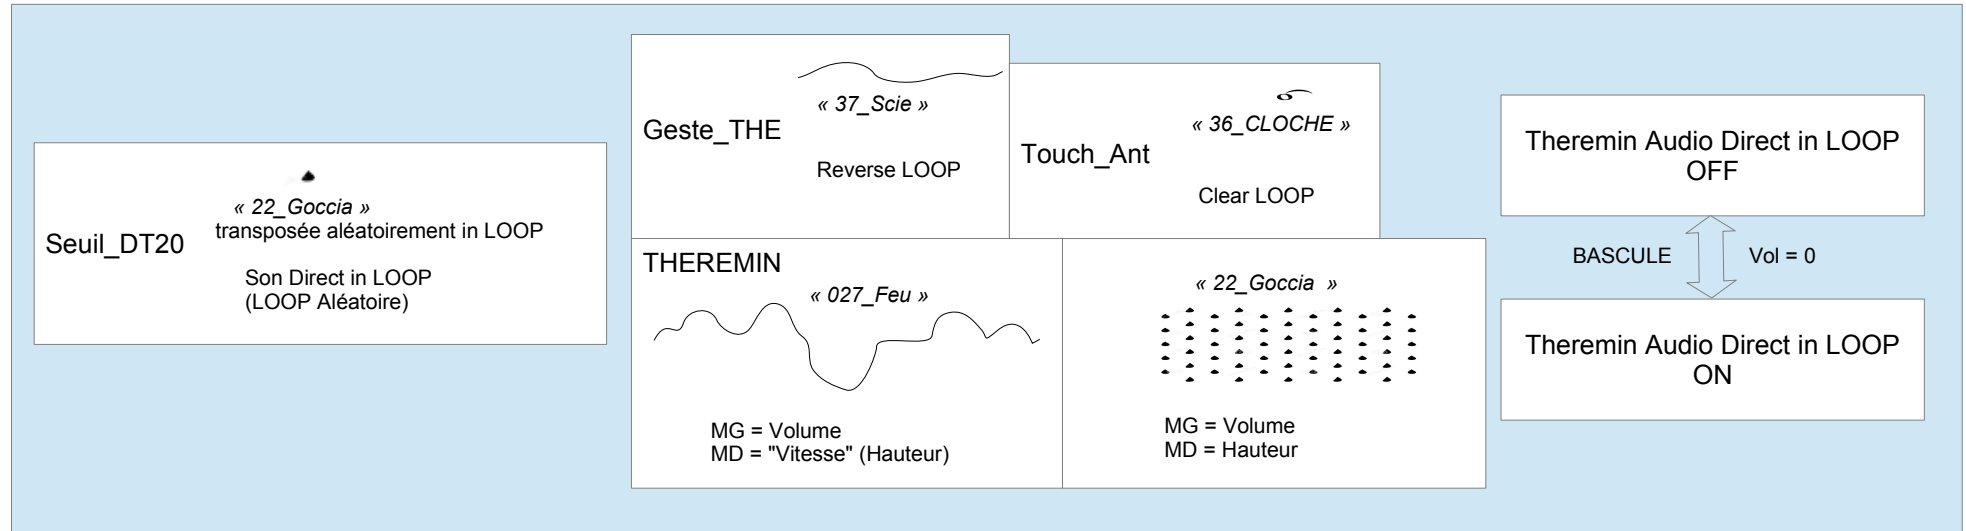 Seuil_DT20
« 22_Goccia »
transposée aléatoirement in LOOP
Son Direct in LOOP
(LOOP Aléatoire)
Geste_THE
« 37_Scie »
Reverse LOOP
Touch_Ant
« 36_CLOCHE »
Clear LOOP
THEREMIN
« 027_Feu »
MG = Volume
MD = "Vitesse" (Hauteur)
« 22_Goccia »
MG = Volume
MD = Hauteur
Theremin Audio Direct in LOOP
OFF
BASCULE
Vol = 0
Theremin Audio Direct in LOOP
ON